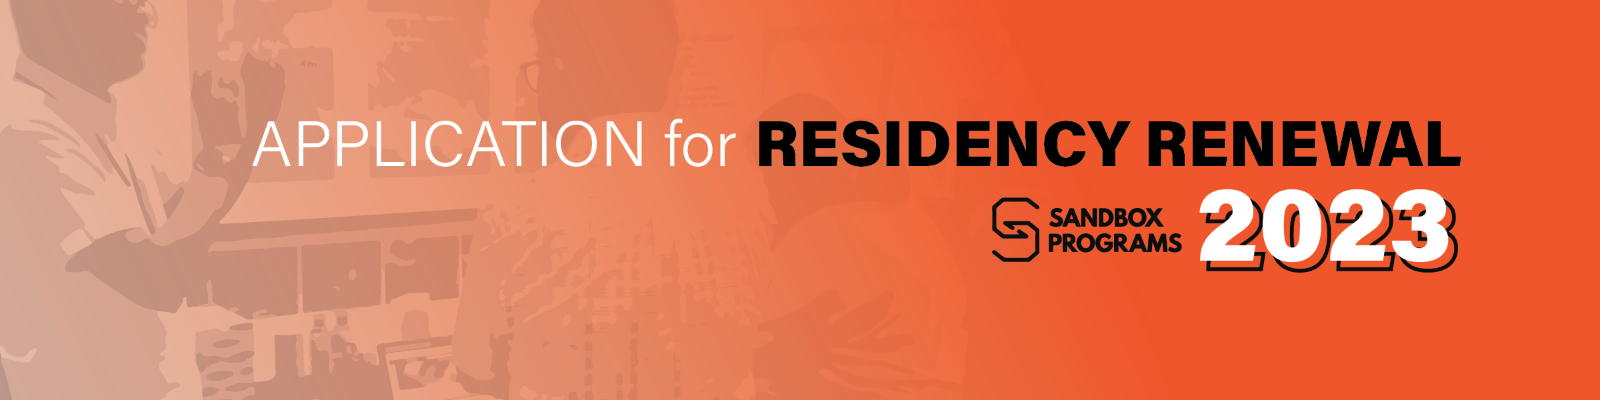 APPLICATION for RESIDENCY RENEWAL
SANDBOX
PROGRAMS
2023